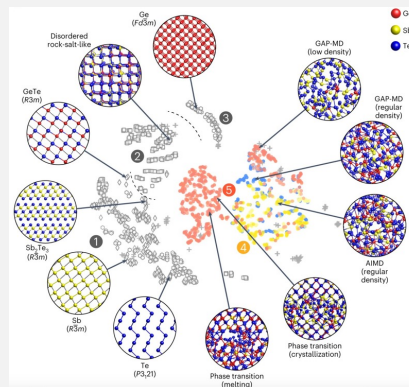 Ge
Sb
Te
Ge
(Fd3m)
Disordered
rock-salt-like
GeTe
(R3m)
Sb₂Te₃
(R3m)
Sb
(R3m)
Te
(P3₁21)
GAP-MD
(low density)
GAP-MD
(regular
density)
AIMD
(regular
density)
Phase transition
(crystallization)
Phase transition
(melting)
1
2
3
4
5